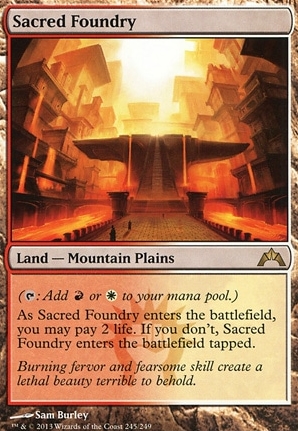 Sacred Foundry
Land — Mountain Plains
(: Add or to your mana pool.)
As Sacred Foundry enters the battlefield,
you may pay 2 life. If you don't, Sacred
Foundry enters the battlefield tapped.
Burning fervor and fearsome skill create a
lethal beauty terrible to behold.
Sam Burley
™ & © 2013 Wizards of the Coast 245/249